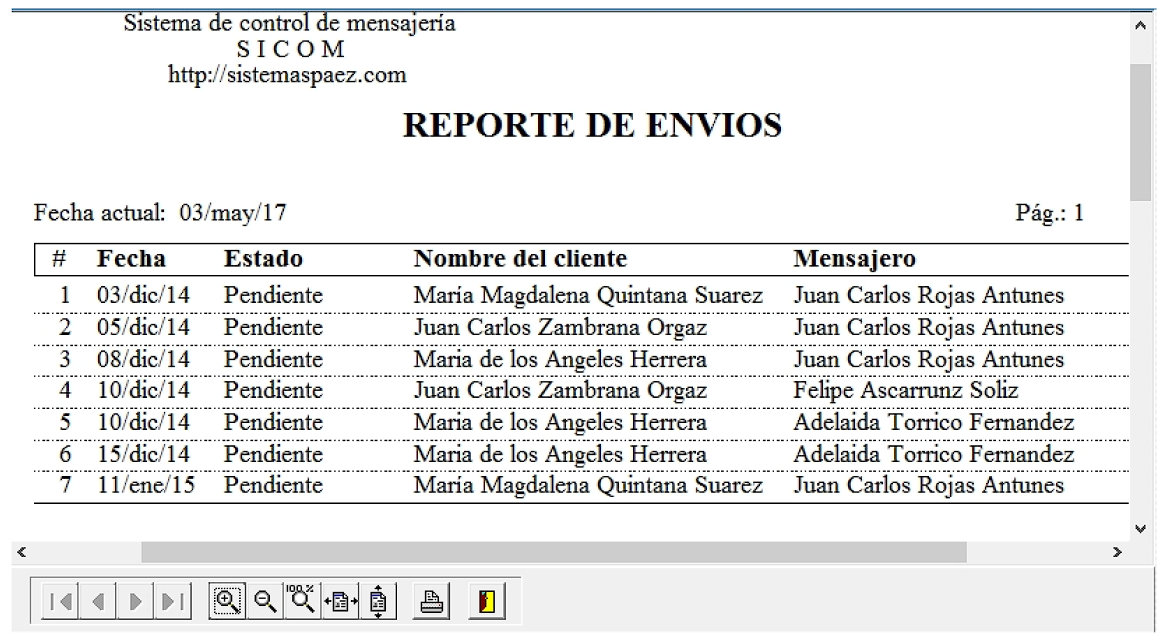 Sistema de control de mensajería
S I C O M
http://sistemaspaez.com
REPORTE DE ENVIOS
Fecha actual: 03/may/17 Pág.: 1
# Fecha Estado Nombre del cliente Mensajero
1 03/dic/14 Pendiente María Magdalena Quintana Suarez Juan Carlos Rojas Antunes
2 05/dic/14 Pendiente Juan Carlos Zambrana Orgaz Juan Carlos Rojas Antunes
3 08/dic/14 Pendiente Maria de los Angeles Herrera Juan Carlos Rojas Antunes
4 10/dic/14 Pendiente Juan Carlos Zambrana Orgaz Felipe Ascarrunz Soliz
5 10/dic/14 Pendiente Maria de los Angeles Herrera Adelaida Torrico Fernandez
6 15/dic/14 Pendiente Maria de los Angeles Herrera Adelaida Torrico Fernandez
7 11/ene/15 Pendiente María Magdalena Quintana Suarez Juan Carlos Rojas Antunes
100 %